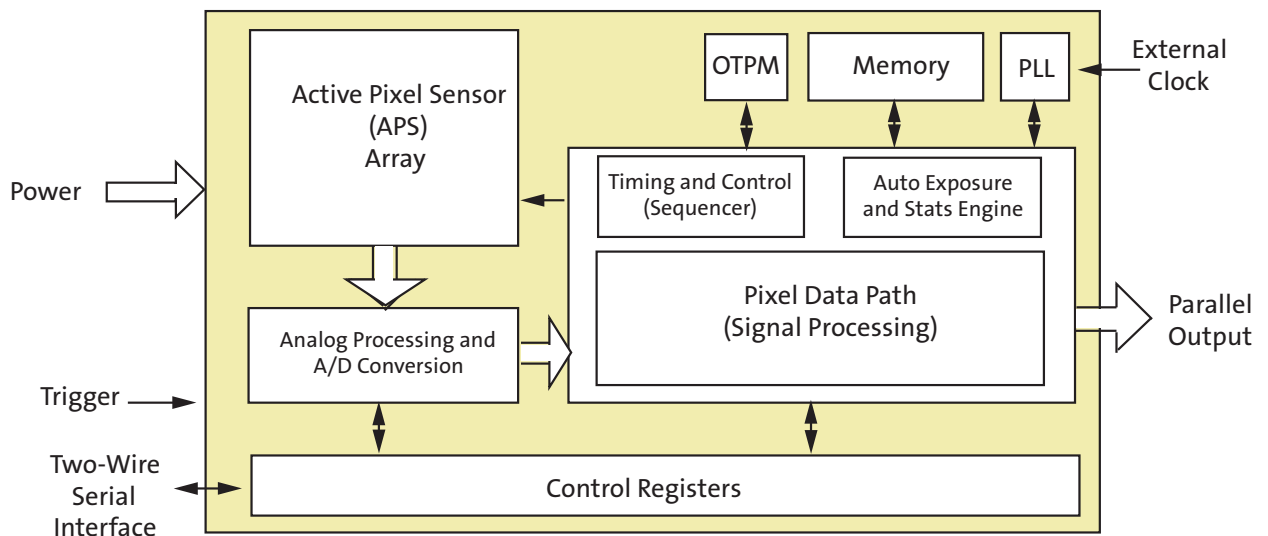 Active Pixel Sensor
(APS)
Array
OTPM
Memory
PLL
External
Clock
Power
Timing and Control
(Sequencer)
Auto Exposure
and Stats Engine
Pixel Data Path
(Signal Processing)
Parallel
Output
Analog Processing and
A/D Conversion
Trigger
Two-Wire
Serial
Interface
Control Registers